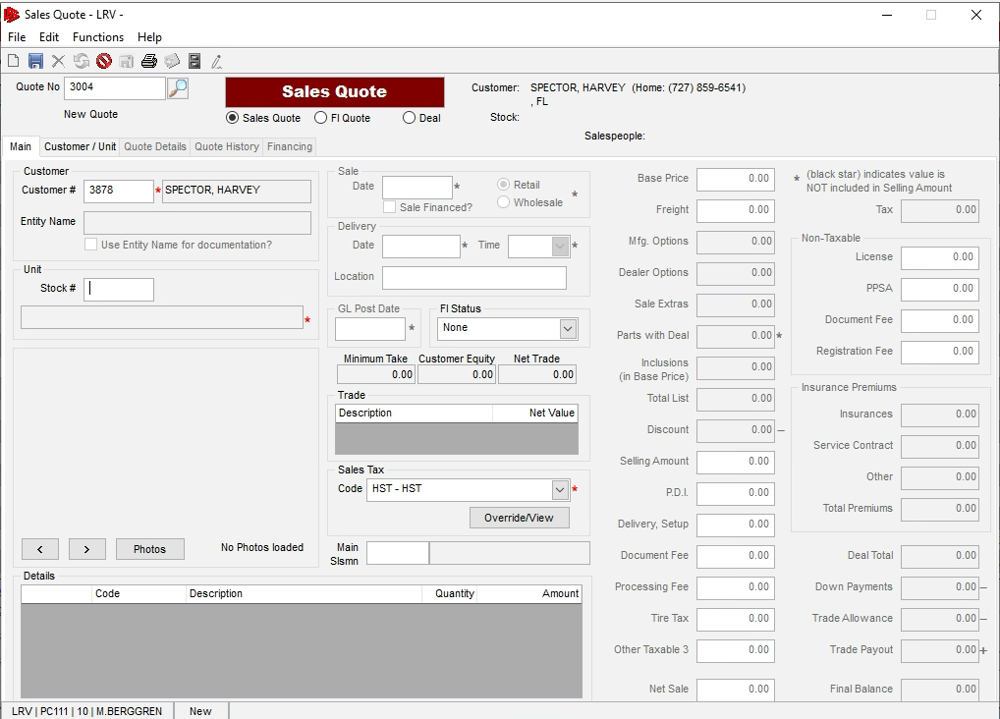 Sales Quote - LRV -
File Edit Functions Help
Quote No 3004
New Quote
Sales Quote
Sales Quote FI Quote Deal
Customer: SPECTOR, HARVEY (Home: (727) 859-6541)
, FL
Stock:
Salespeople:
Main Customer / Unit Quote Details Quote History Financing
Customer
Customer # 3878 * SPECTOR, HARVEY
Entity Name
Use Entity Name for documentation?
Unit
Stock #
*
< > Photos No Photos loaded
Sale
Date * Retail
Sale Financed? Wholesale *
Delivery
Date * Time *
Location
GL Post Date
*
FI Status
None
Minimum Take Customer Equity Net Trade
0.00 0.00 0.00
Trade
Description Net Value
Sales Tax
Code HST - HST *
Override/View
Main
Slsmn
Details
Code Description Quantity Amount
Base Price 0.00
Freight 0.00
Mfg. Options 0.00
Dealer Options 0.00
Sale Extras 0.00
Parts with Deal 0.00 *
Inclusions
(in Base Price) 0.00
Total List 0.00
Discount 0.00 –
Selling Amount 0.00
P.D.I. 0.00
Delivery, Setup 0.00
Document Fee 0.00
Processing Fee 0.00
Tire Tax 0.00
Other Taxable 3 0.00
Net Sale 0.00
* (black star) indicates value is
NOT included in Selling Amount
Tax 0.00
Non-Taxable
License 0.00
PPSA 0.00
Document Fee 0.00
Registration Fee 0.00
Insurance Premiums
Insurances 0.00
Service Contract 0.00
Other 0.00
Total Premiums 0.00
Deal Total 0.00
Down Payments 0.00 –
Trade Allowance 0.00 –
Trade Payout 0.00 +
Final Balance 0.00
LRV | PC111 | 10 | M.BERGGREN New